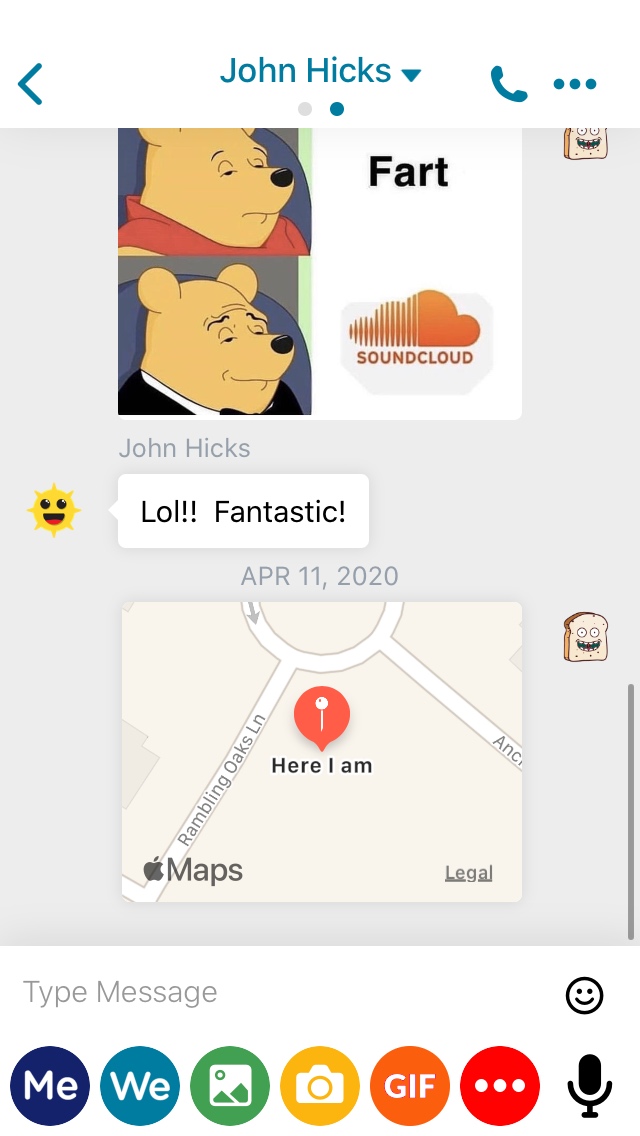 John Hicks
Fart
SOUNDCLOUD
John Hicks
Lol!! Fantastic!
APR 11, 2020
Here I am
Rambling Oaks Ln
Maps
Legal
Type Message
Me
We
GIF